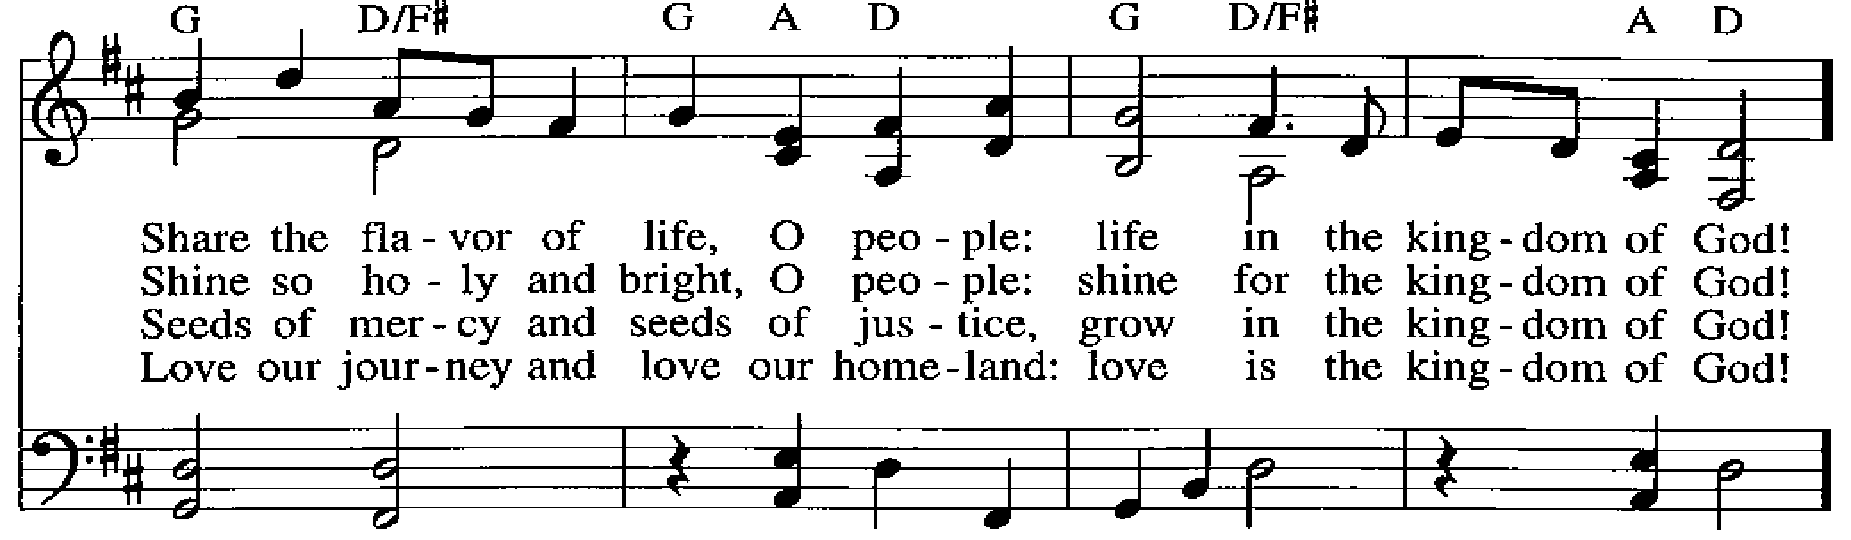 G D/F# G A D G D/F# A D
Share the fla - vor of life, O peo - ple: life in the king - dom of God!
Shine so ho - ly and bright, O peo - ple: shine for the king - dom of God!
Seeds of mer - cy and seeds of jus - tice, grow in the king - dom of God!
Love our jour - ney and love our home - land: love is the king - dom of God!